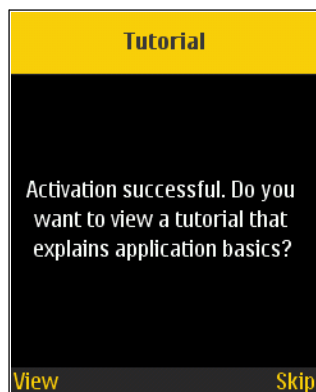 Tutorial
Activation successful. Do you
want to view a tutorial that
explains application basics?
View Skip